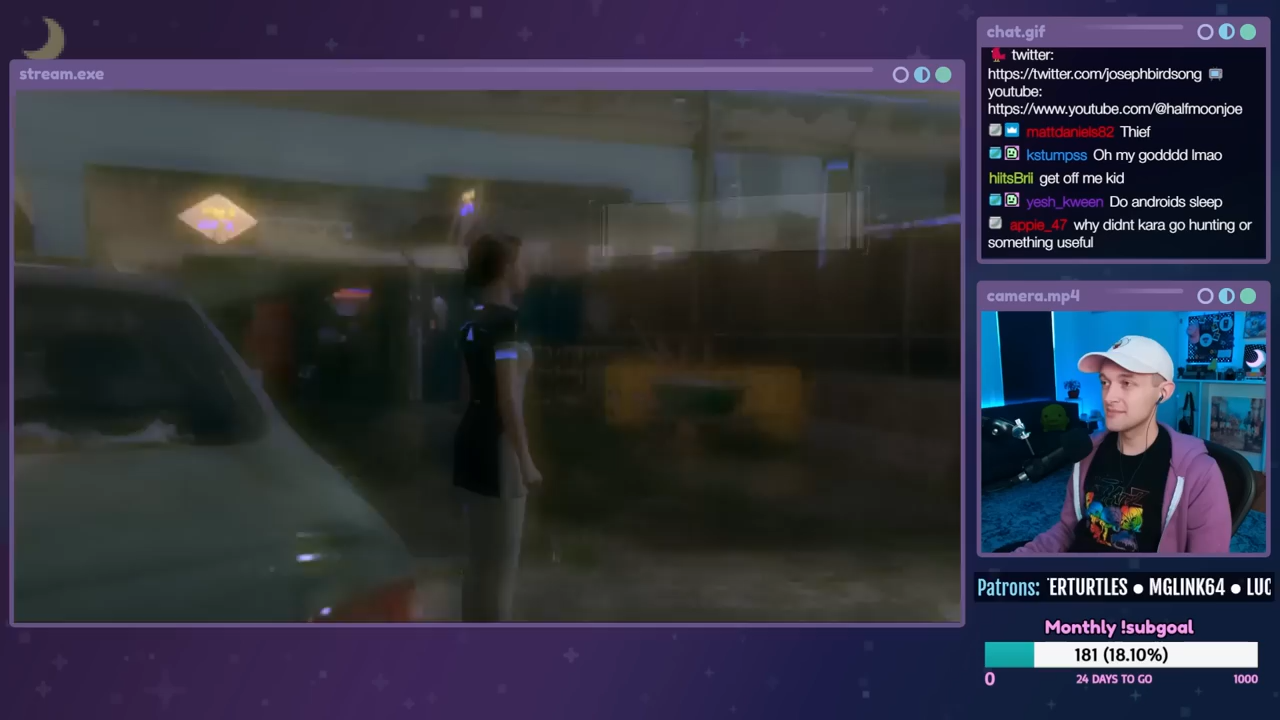 stream.exe
chat.gif
twitter:
https://twitter.com/josephbirdsong
youtube:
https://www.youtube.com/@halfmoonjoe
mattdaniels82 Thief
kstumpss Oh my godddd lmao
hiitsBrii get off me kid
yesh_kween Do androids sleep
appie_47 why didnt kara go hunting or
something useful
camera.mp4
Patrons: ERTURTLES ● MGLINK64 ● LUC
Monthly !subgoal
181 (18.10%)
0 24 DAYS TO GO 1000